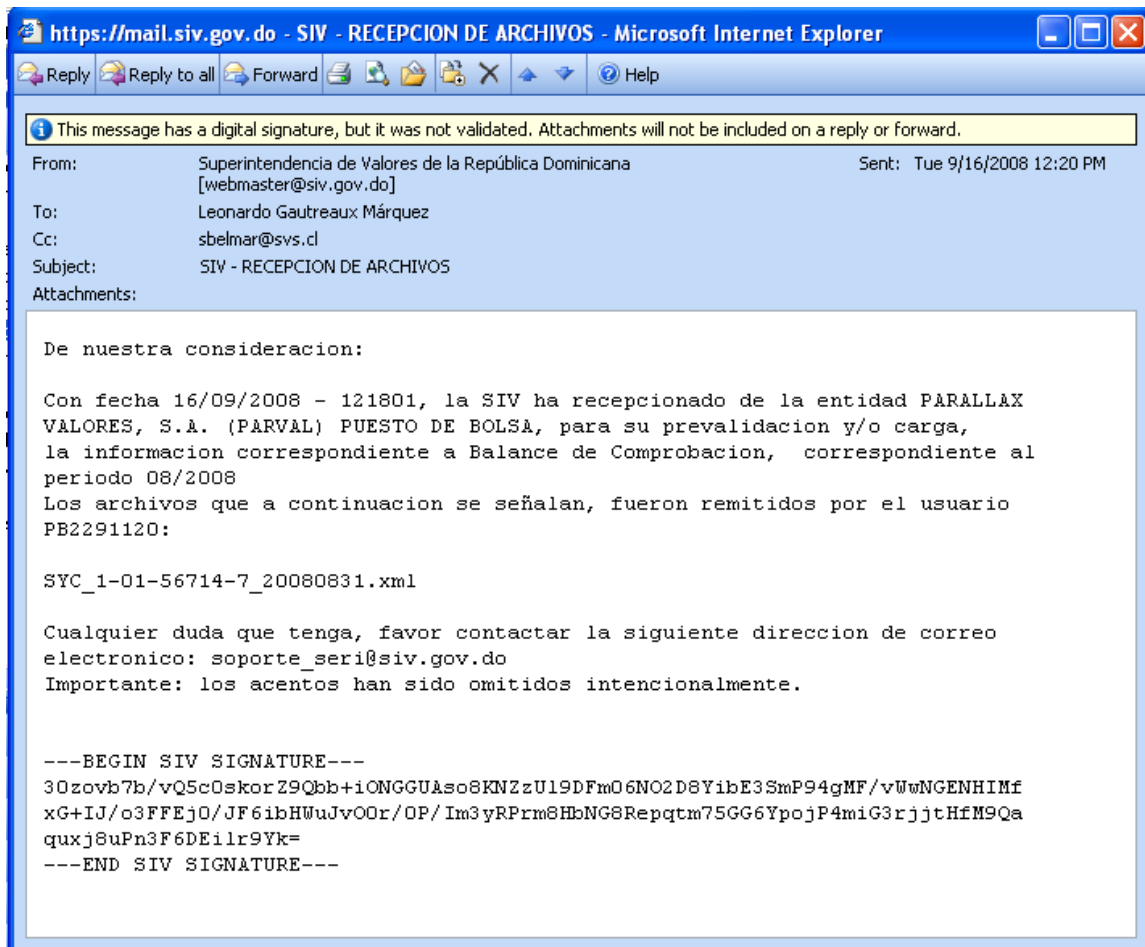 https://mail.siv.gov.do - SIV - RECEPCION DE ARCHIVOS - Microsoft Internet Explorer
Reply Reply to all Forward Help
This message has a digital signature, but it was not validated. Attachments will not be included on a reply or forward.
From: Superintendencia de Valores de la República Dominicana Sent: Tue 9/16/2008 12:20 PM
[webmaster@siv.gov.do]
To: Leonardo Gautreaux Márquez
Cc: sbelmar@svs.cl
Subject: SIV - RECEPCION DE ARCHIVOS
Attachments:
De nuestra consideracion:
Con fecha 16/09/2008 - 121801, la SIV ha recepcionado de la entidad PARALLAX
VALORES, S.A. (PARVAL) PUESTO DE BOLSA, para su prevalidacion y/o carga,
la informacion correspondiente a Balance de Comprobacion,  correspondiente al
periodo 08/2008
Los archivos que a continuacion se señalan, fueron remitidos por el usuario
PB2291120:
SYC_1-01-56714-7_20080831.xml
Cualquier duda que tenga, favor contactar la siguiente direccion de correo
electronico: soporte_seri@siv.gov.do
Importante: los acentos han sido omitidos intencionalmente.
---BEGIN SIV SIGNATURE---
30zovb7b/vQ5c0skorZ9Qbb+iONGGUAso8KNZzU19DFmO6NO2D8YibE3SmP94gMF/vWwNGENHIMf
xG+IJ/o3FFEj0/JF6ibHWuJvO0r/0P/Im3yRPrm8HbNG8Repqtm75GG6YpojP4miG3rjjtHfM9Qa
quxj8uPn3F6DEilr9Yk=
---END SIV SIGNATURE---